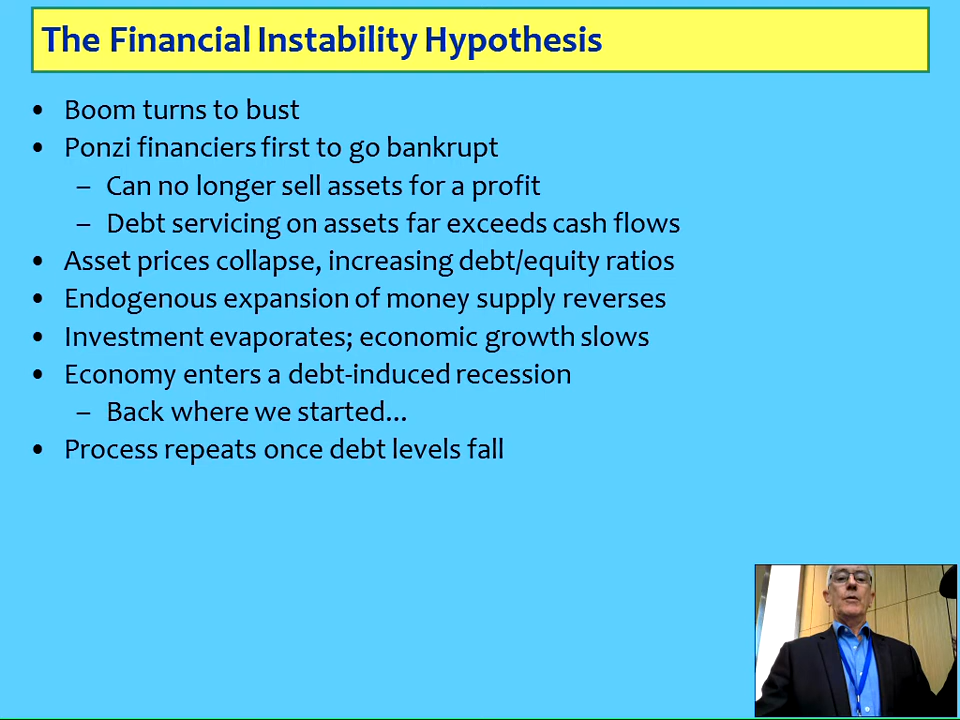 The Financial Instability Hypothesis
• Boom turns to bust
• Ponzi financiers first to go bankrupt
– Can no longer sell assets for a profit
– Debt servicing on assets far exceeds cash flows
• Asset prices collapse, increasing debt/equity ratios
• Endogenous expansion of money supply reverses
• Investment evaporates; economic growth slows
• Economy enters a debt-induced recession
– Back where we started...
• Process repeats once debt levels fall